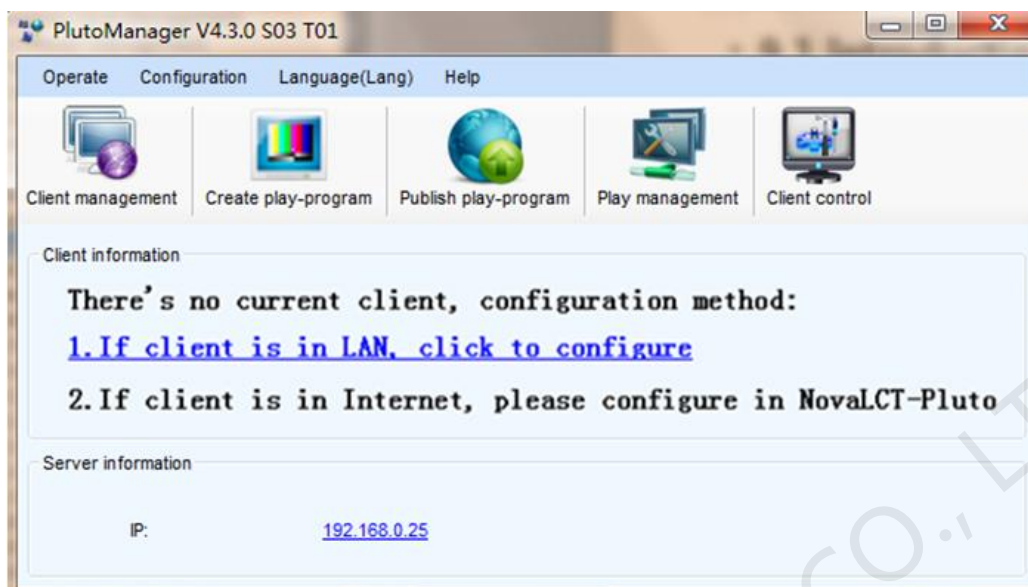 PlutoManager V4.3.0 S03 T01
Operate Configuration Language(Lang) Help
Client management Create play-program Publish play-program Play management Client control
Client information
There's no current client, configuration method:
1.If client is in LAN, click to configure
2.If client is in Internet, please configure in NovaLCT-Pluto
Server information
IP: 192.168.0.25
CO., LT